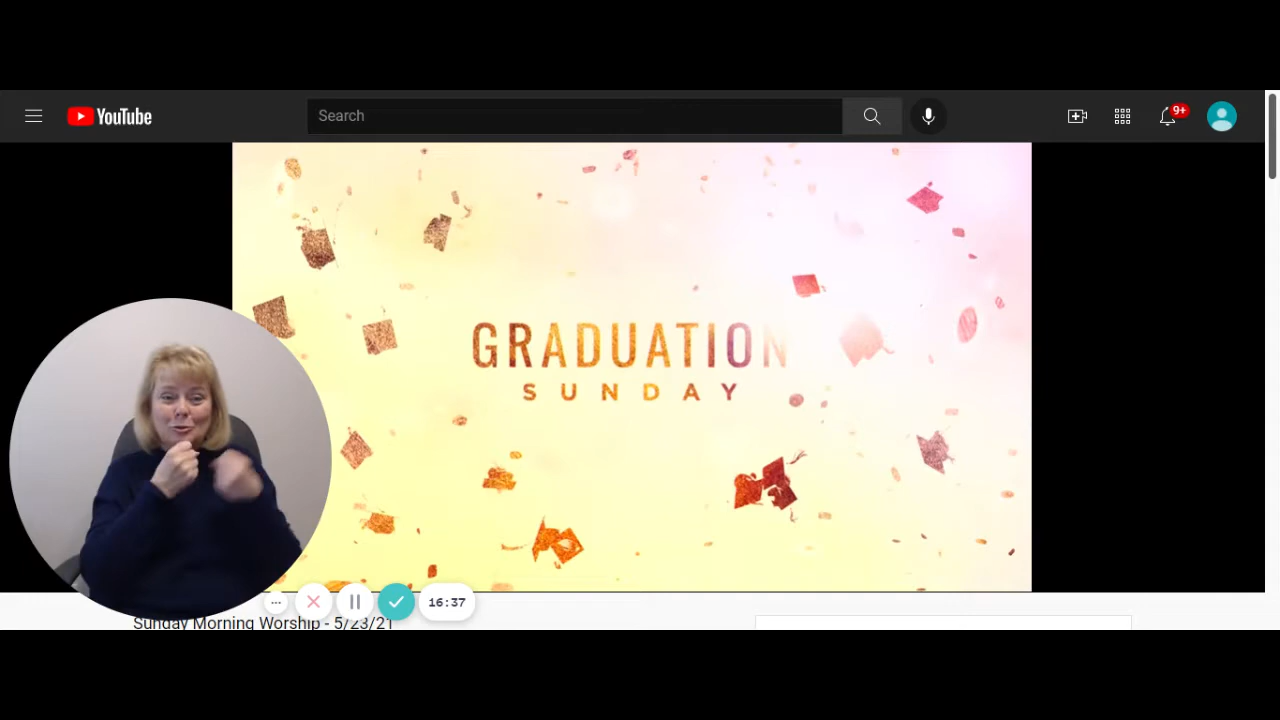 YouTube
Search
9+
GRADUATION
SUNDAY
16:37
Sunday Morning Worship - 5/23/21